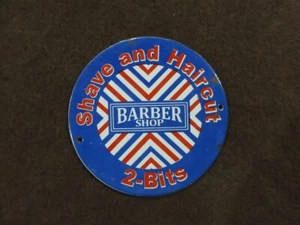 Shave and Haircut
BARBER
SHOP
2-Bits